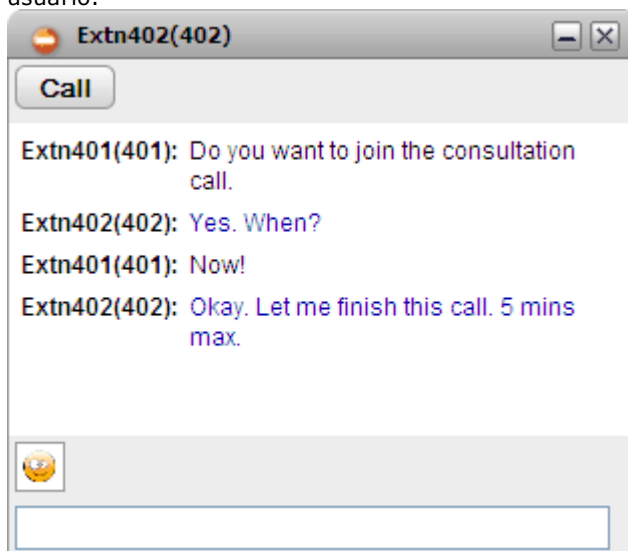 usuario.
Extn402(402)
Call
Extn401(401): Do you want to join the consultation
call.
Extn402(402): Yes. When?
Extn401(401): Now!
Extn402(402): Okay. Let me finish this call. 5 mins
max.